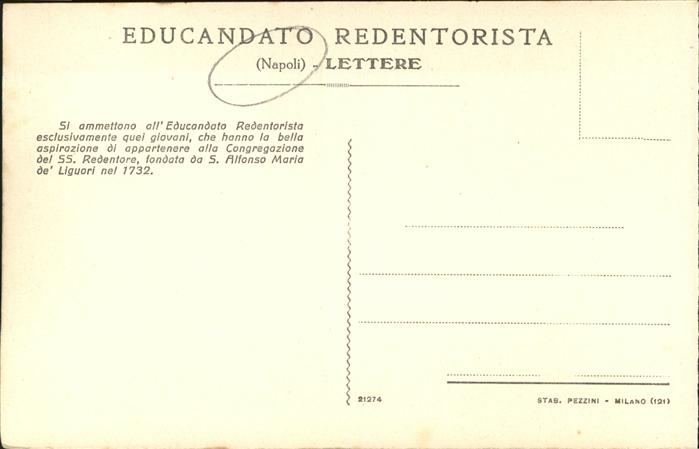 EDUCANDATO REDENTORISTA
(Napoli) - LETTERE
Si ammettono all' Educandato Redentorista
esclusivamente quei giovani, che hanno la bella
aspirazione di appartenere alla Congregazione
del SS. Redentore, fondata da S. Alfonso Maria
de' Liguori nel 1732.
21274
STAB. PEZZINI - MILANO (121)